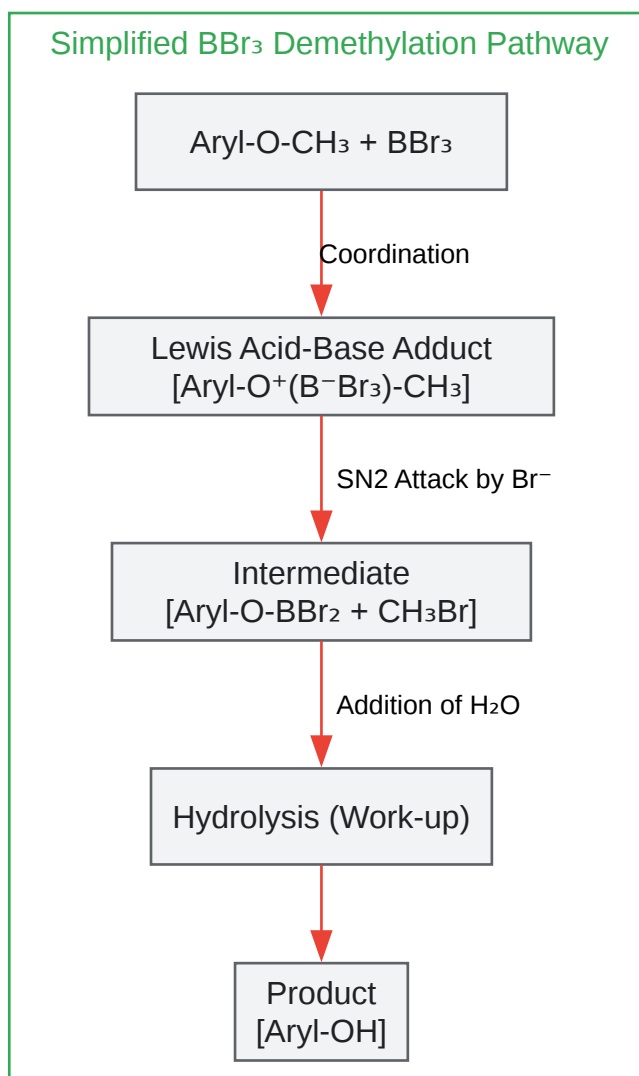 Simplified BBr₃ Demethylation Pathway
Aryl-O-CH₃ + BBr₃
Coordination
Lewis Acid-Base Adduct
[Aryl-O⁺(B⁻Br₃)-CH₃]
SN2 Attack by Br⁻
Intermediate
[Aryl-O-BBr₂ + CH₃Br]
Addition of H₂O
Hydrolysis (Work-up)
Product
[Aryl-OH]